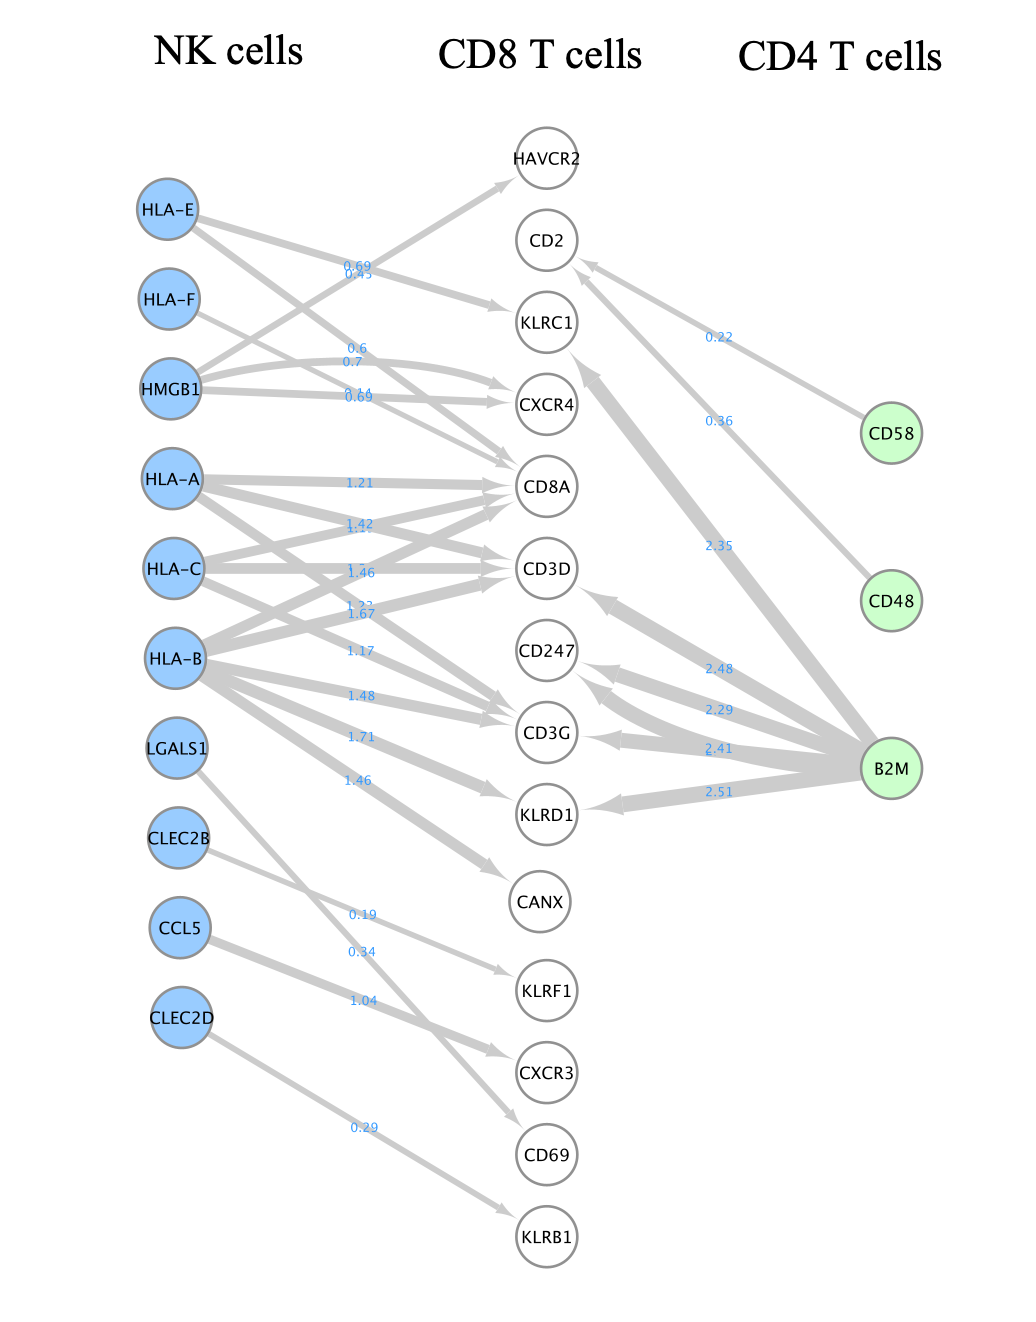 NK cells
CD8 T cells
CD4 T cells
HAVCR2
HLA-E
CD2
0.69
0.45
HLA-F
KLRC1
0.22
0.6
0.7
HMGB1
0.69
CXCR4
0.36
CD58
HLA-A
1.21
CD8A
1.42
2.35
HLA-C
1.46
CD3D
CD48
1.67
HLA-B
1.17
CD247
2.48
1.48
2.29
LGALS1
1.71
CD3G
2.41
1.46
B2M
2.51
CLEC2B
KLRD1
0.19
CANX
CCL5
0.34
1.04
KLRF1
CLEC2D
CXCR3
0.29
CD69
KLRB1